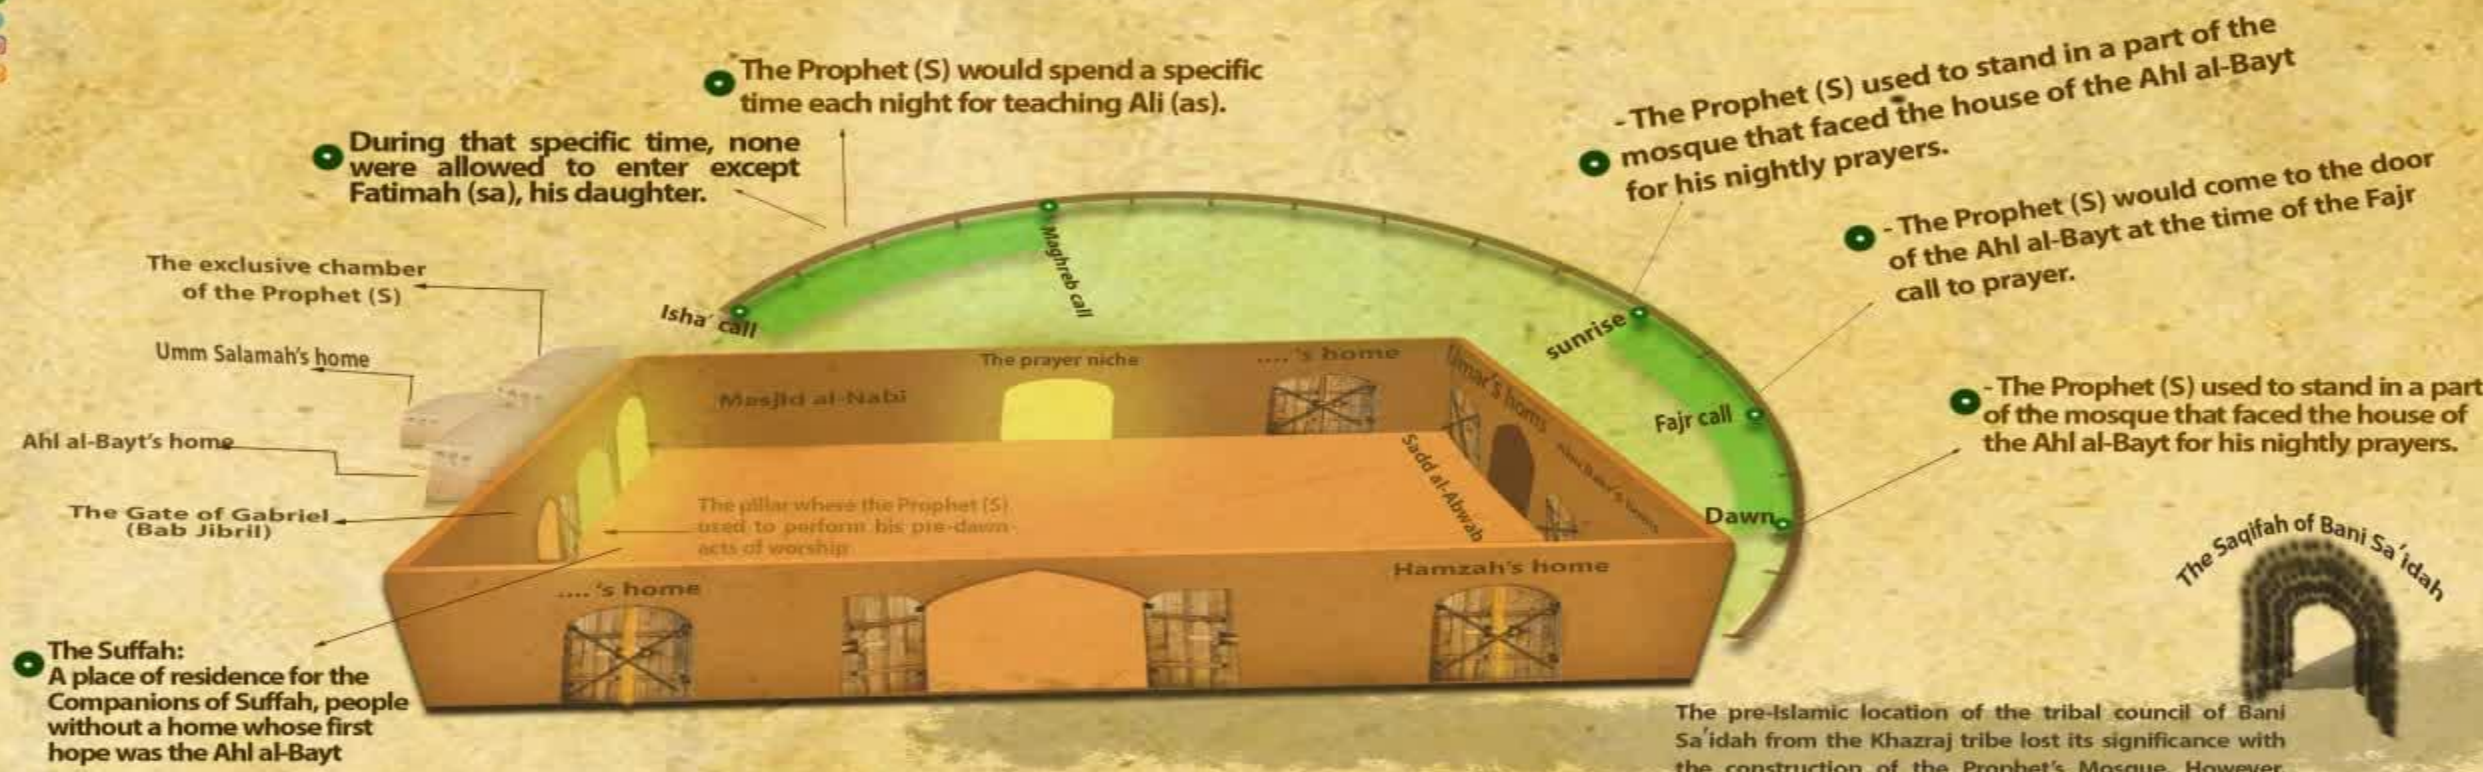 The Prophet (S) would spend a specific
time each night for teaching Ali (as).
During that specific time, none
were allowed to enter except
Fatimah (sa), his daughter.
- The Prophet (S) used to stand in a part of the
mosque that faced the house of the Ahl al-Bayt
for his nightly prayers.
- The Prophet (S) would come to the door
of the Ahl al-Bayt at the time of the Fajr
call to prayer.
- The Prophet (S) used to stand in a part
of the mosque that faced the house of
the Ahl al-Bayt for his nightly prayers.
The exclusive chamber
of the Prophet (S)
Umm Salamah's home
Ahl al-Bayt's home
The Gate of Gabriel
(Bab Jibril)
Isha' call
Maghreb call
sunrise
Fajr call
Dawn
Masjid al-Nabi
The prayer niche
.... 's home
Umar's homs
Sadd al-Abwab
The pillar where the Prophet (S)
used to perform his pre-dawn
acts of worship
.... 's home
Hamzah's home
The Suffah:
A place of residence for the
Companions of Suffah, people
without a home whose first
hope was the Ahl al-Bayt
The Saqifah of Bani Sa'idah
The pre-Islamic location of the tribal council of Bani
Sa'idah from the Khazraj tribe lost its significance with
the construction of the Prophet's Mosque. However,